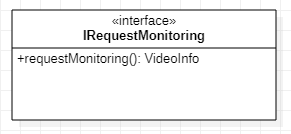 «interface»
IRequestMonitoring
+requestMonitoring(): VideoInfo